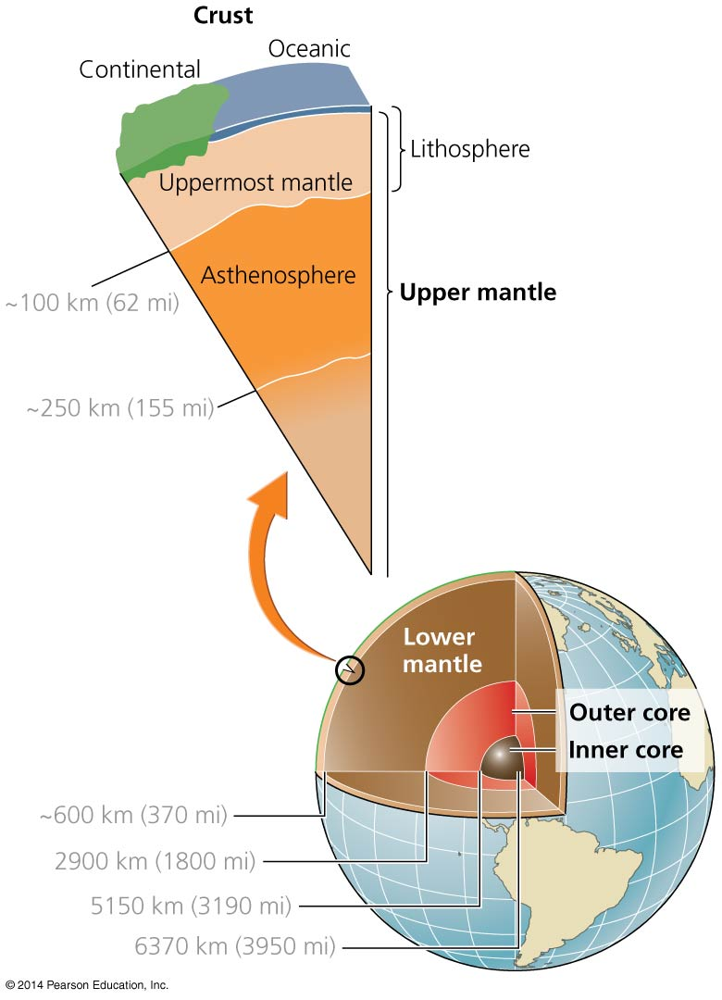 Crust
Oceanic
Continental
Lithosphere
Uppermost mantle
Asthenosphere
~100 km (62 mi)
Upper mantle
~250 km (155 mi)
Lower
mantle
Outer core
Inner core
~600 km (370 mi)
2900 km (1800 mi)
5150 km (3190 mi)
6370 km (3950 mi)
© 2014 Pearson Education, Inc.